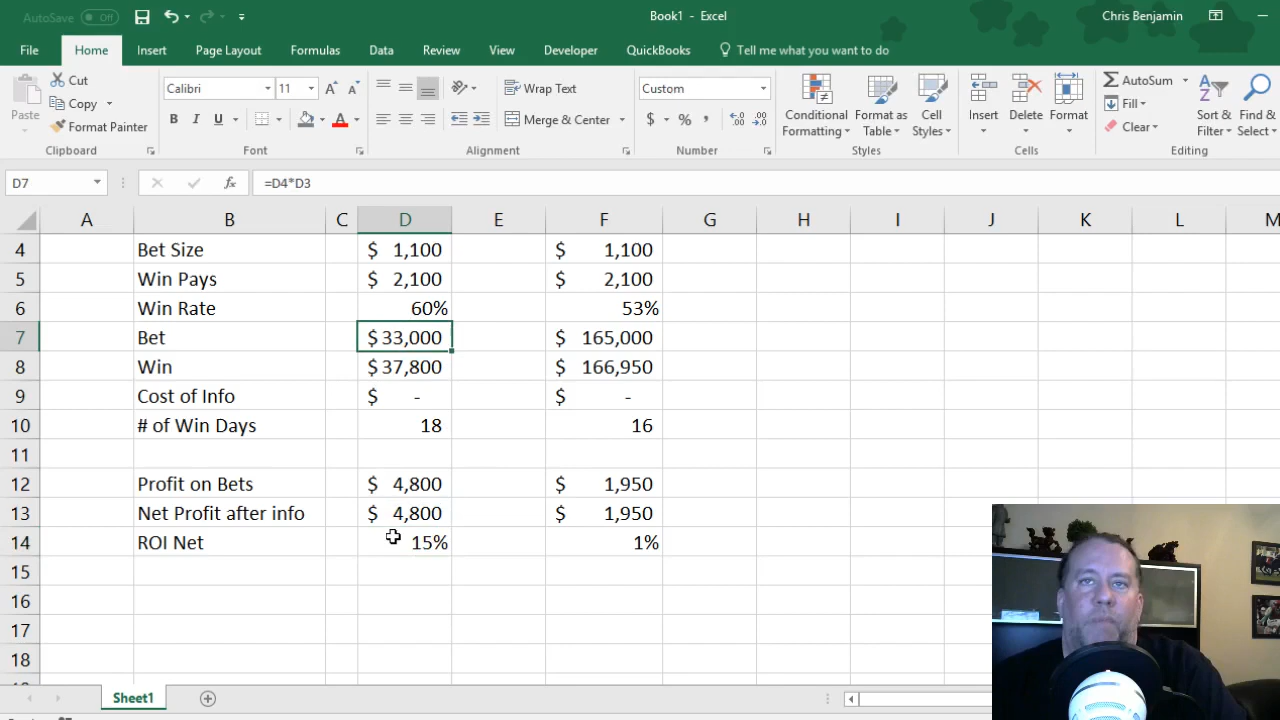 AutoSave Off
Book1 - Excel
Chris Benjamin
File Home Insert Page Layout Formulas Data Review View Developer QuickBooks Tell me what you want to do
Paste
Cut
Copy
Format Painter
Clipboard
Calibri 11
B I U
Font
Wrap Text
Merge & Center
Alignment
Custom
$ % ,
Number
Conditional Formatting
Format as Table
Cell Styles
Styles
Insert
Delete
Format
Cells
AutoSum
Fill
Clear
Sort & Filter
Find & Select
Editing
D7 fx =D4*D3
A B C D E F G H I J K L M
4 Bet Size $ 1,100 $ 1,100
5 Win Pays $ 2,100 $ 2,100
6 Win Rate 60% 53%
7 Bet $ 33,000 $ 165,000
8 Win $ 37,800 $ 166,950
9 Cost of Info $ - $ -
10 # of Win Days 18 16
11
12 Profit on Bets $ 4,800 $ 1,950
13 Net Profit after info $ 4,800 $ 1,950
14 ROI Net 15% 1%
15
16
17
18
Sheet1